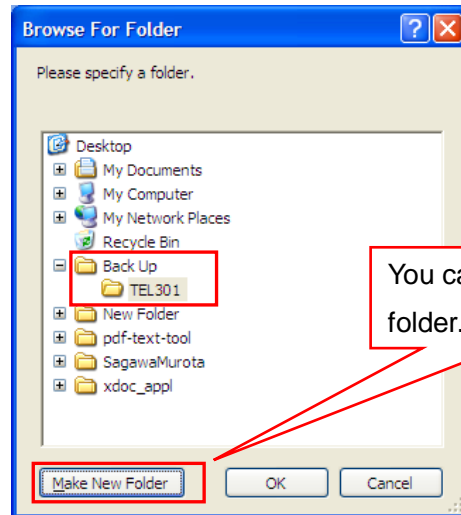 Browse For Folder
Please specify a folder.
Desktop
My Documents
My Computer
My Network Places
Recycle Bin
Back Up
TEL301
New Folder
pdf-text-tool
SagawaMurota
xdoc_appl
You ca
folder.
Make New Folder
OK
Cancel